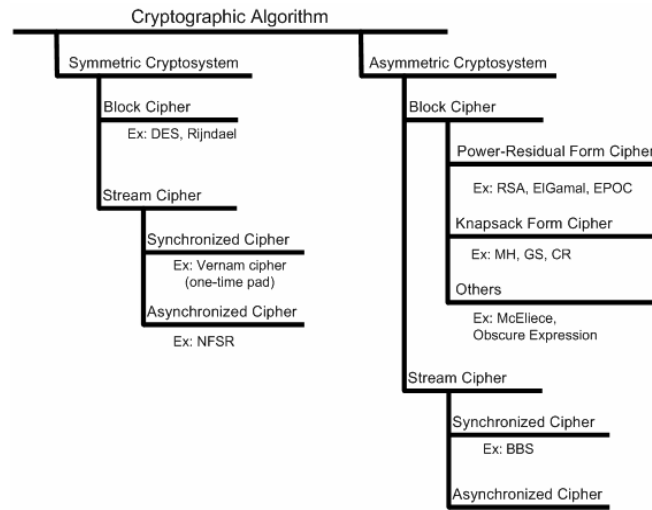 Cryptographic Algorithm
Symmetric Cryptosystem
Block Cipher
Ex: DES, Rijndael
Stream Cipher
Synchronized Cipher
Ex: Vernam cipher
(one-time pad)
Asynchronized Cipher
Ex: NFSR
Asymmetric Cryptosystem
Block Cipher
Power-Residual Form Cipher
Ex: RSA, ElGamal, EPOC
Knapsack Form Cipher
Ex: MH, GS, CR
Others
Ex: McEliece,
Obscure Expression
Stream Cipher
Synchronized Cipher
Ex: BBS
Asynchronized Cipher